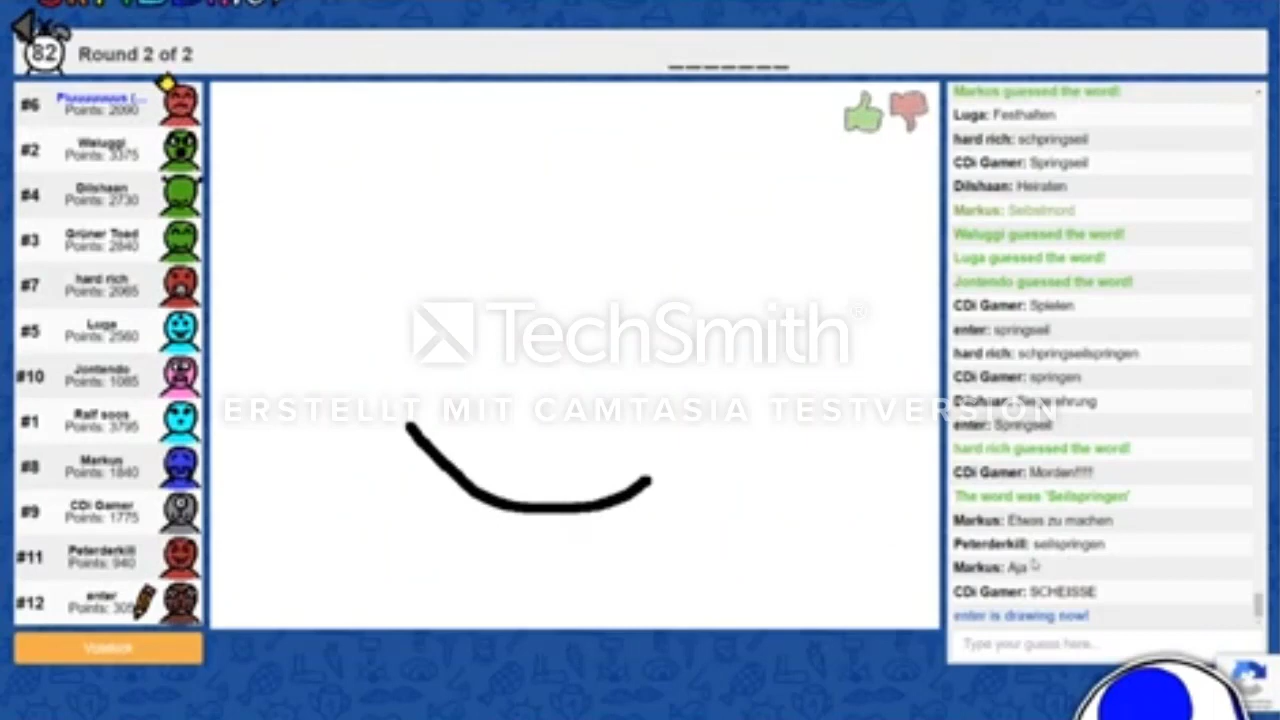 82
Round 2 of 2
_______
#6
Points: 2090
#2 Waluggi
Points: 3375
#4 Dilshaan
Points: 2730
#3 Grüner Toad
Points: 2840
#7 hard rich
Points: 2065
#5 Luga
Points: 2560
#10 Jontendo
Points: 1085
#1 Ralf soos
Points: 3795
#8 Markus
Points: 1840
#9 CDi Gamer
Points: 1775
#11 Peterderkill
Points: 940
#12 enter
Points: 305
Votekick
TechSmith®
ERSTELLT MIT CAMTASIA TESTVERSION
Markus guessed the word!
Luga: Festhalten
hard rich: schpringseil
CDi Gamer: Springseil
Dilshaan: Heiraten
Markus: Selbstmord
Waluggi guessed the word!
Luga guessed the word!
Jontendo guessed the word!
CDi Gamer: Spielen
enter: springseil
hard rich: schpringseilspringen
CDi Gamer: springen
Dilshaan:
enter: Springseil
hard rich guessed the word!
CDi Gamer: Morden!!!!!
The word was 'Seilspringen'
Markus: Etwas zu machen
Peterderkill: seilspringen
Markus: Aja
CDi Gamer: SCHEISSE
enter is drawing now!
Type your guess here...